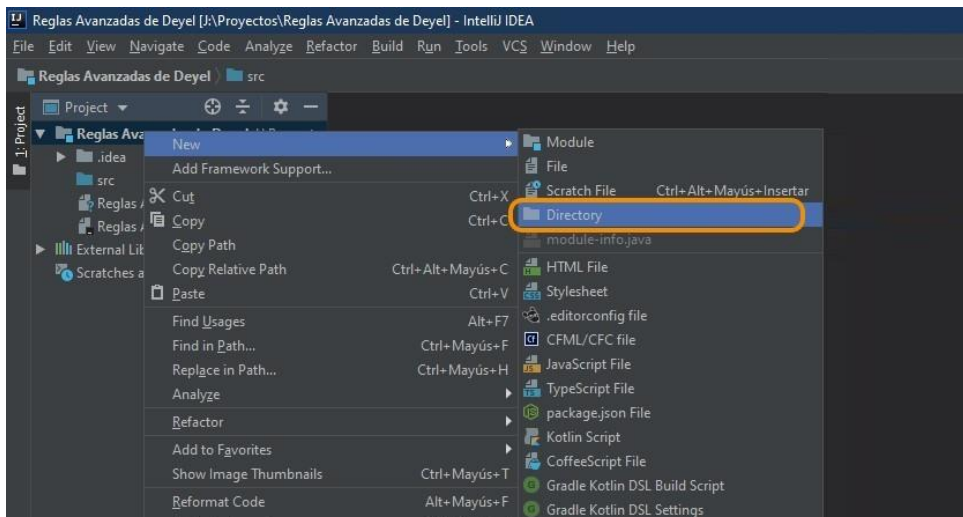 Reglas Avanzadas de Deyel [J:\Proyectos\Reglas Avanzadas de Deyel] - IntelliJ IDEA
File Edit View Navigate Code Analyze Refactor Build Run Tools VCS Window Help
Reglas Avanzadas de Deyel src
1: Project
Project
Reglas Ava
.idea
src
Reglas
Reglas
External Lib
Scratches a
New
Add Framework Support...
Cut Ctrl+X
Copy Ctrl+C
Copy Path
Copy Relative Path Ctrl+Alt+Mayús+C
Paste Ctrl+V
Find Usages Alt+F7
Find in Path... Ctrl+Mayús+F
Replace in Path... Ctrl+Mayús+H
Analyze
Refactor
Add to Favorites
Show Image Thumbnails Ctrl+Mayús+T
Reformat Code Alt+Mayús+F
Module
File
Scratch File Ctrl+Alt+Mayús+Insertar
Directory
module-info.java
HTML File
Stylesheet
.editorconfig file
CFML/CFC file
JavaScript File
TypeScript File
package.json File
Kotlin Script
CoffeeScript File
Gradle Kotlin DSL Build Script
Gradle Kotlin DSL Settings